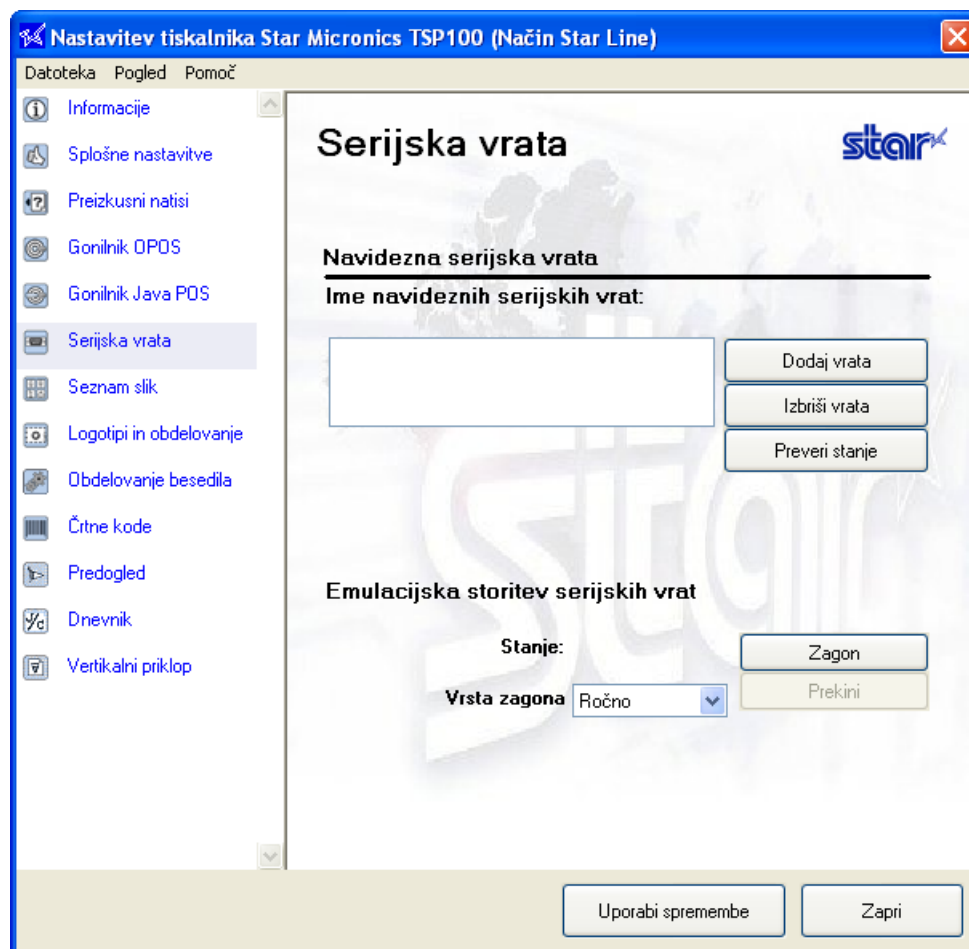 Nastavitev tiskalnika Star Micronics TSP100 (Način Star Line)
Datoteka Pogled Pomoč
Informacije
Splošne nastavitve
Preizkusni natisi
Gonilnik OPOS
Gonilnik Java POS
Serijska vrata
Seznam slik
Logotipi in obdelovanje
Obdelovanje besedila
Črtne kode
Predogled
Dnevnik
Vertikalni priklop
Serijska vrata
star
Navidezna serijska vrata
Ime navideznih serijskih vrat:
Dodaj vrata
Izbriši vrata
Preveri stanje
Emulacijska storitev serijskih vrat
Stanje:
Zagon
Vrsta zagona Ročno
Prekini
star
Uporabi spremembe
Zapri